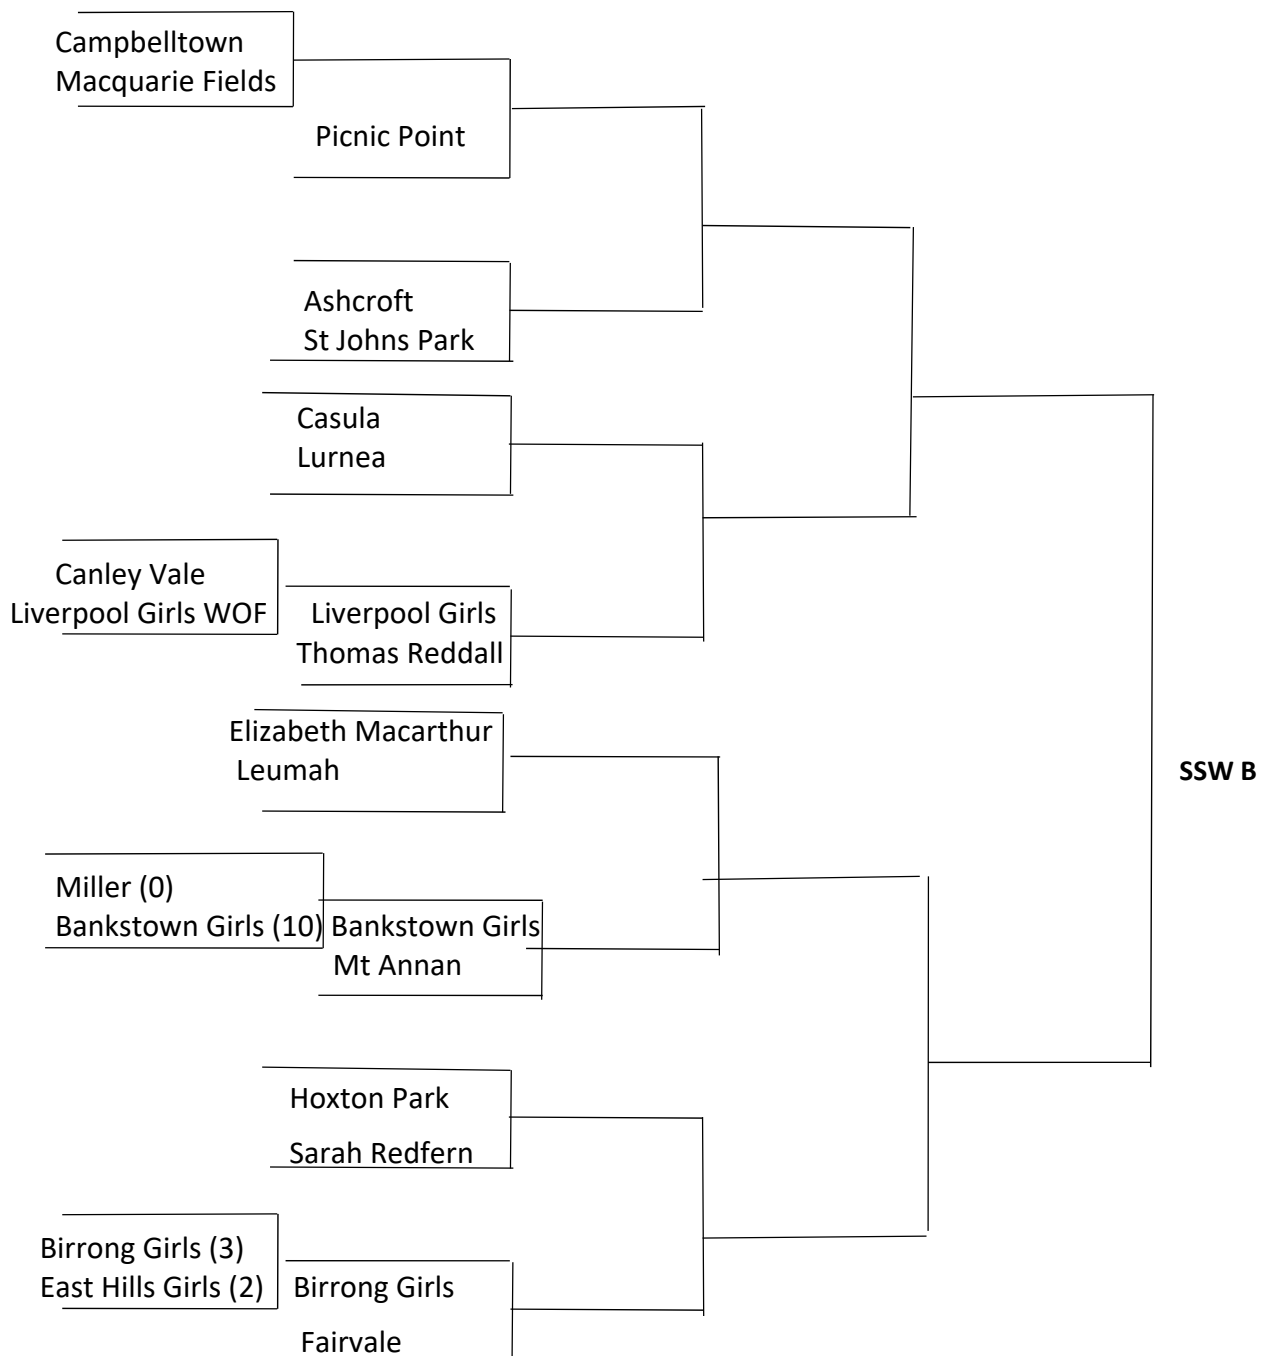 Campbelltown
Macquarie Fields
Picnic Point
Ashcroft
St Johns Park
Casula
Lurnea
Canley Vale
Liverpool Girls WOF
Liverpool Girls
Thomas Reddall
Elizabeth Macarthur
Leumah
SSW B
Miller (0)
Bankstown Girls (10)
Bankstown Girls
Mt Annan
Hoxton Park
Sarah Redfern
Birrong Girls (3)
East Hills Girls (2)
Birrong Girls
Fairvale